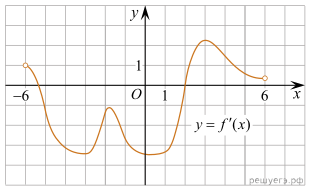 y
1
−6 O 1 6 x
y = f′(x)
решуегэ.рф